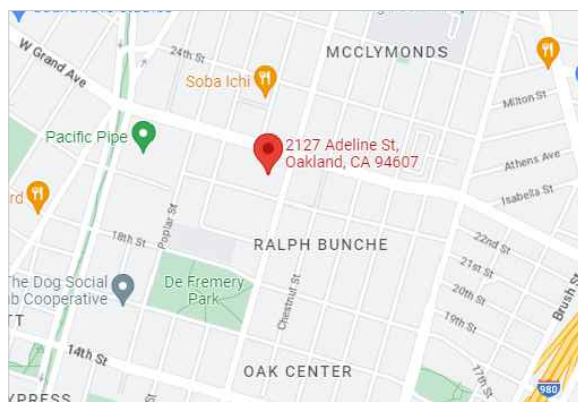 W Grand Ave
24th St
MCCLYMONDS
Soba Ichi
Milton St
Pacific Pipe
2127 Adeline St,
Oakland, CA 94607
Athens Ave
Isabella St
Poplar St
18th St
RALPH BUNCHE
22nd St
21st St
20th St
19th St
The Dog Social
De Fremery
Park
Cooperative
Chestnut St
Brush St
14th St
OAK CENTER
17th St
980